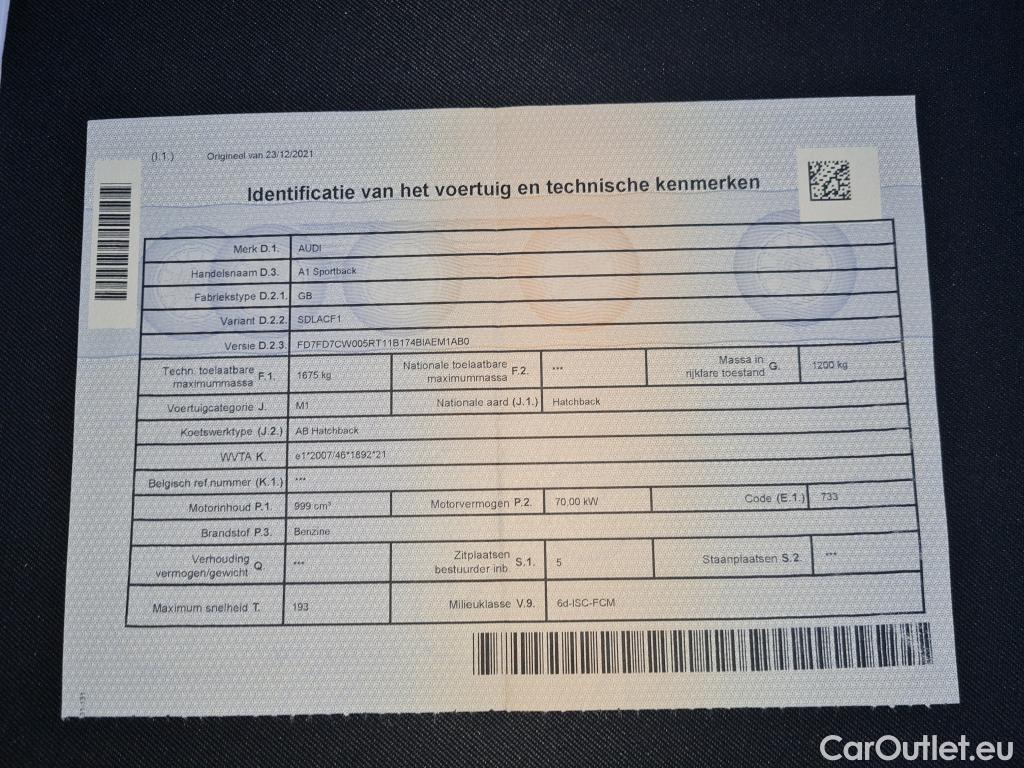 (I.1.) Origineel van 23/12/2021
Identificatie van het voertuig en technische kenmerken
Merk D.1. AUDI
Handelsnaam D.3. A1 Sportback
Fabriekstype D.2.1. GB
Variant D.2.2. SDLACF1
Versie D.2.3. FD7FD7CW005RT11B174BIAEM1AB0
Techn. toelaatbare maximummassa F.1. 1675 kg Nationale toelaatbare maximummassa F.2. *** Massa in rijklare toestand G. 1200 kg
Voertuigcategorie J. M1 Nationale aard (J.1.) Hatchback
Koetswerktype (J.2.) AB Hatchback
WVTA K. e1*2007/46*1892*21
Belgisch ref.nummer (K.1.) ***
Motorinhoud P.1. 999 cm³ Motorvermogen P.2. 70,00 kW Code (E.1.) 733
Brandstof P.3. Benzine
Verhouding vermogen/gewicht Q. *** Zitplaatsen bestuurder inb. S.1. 5 Staanplaatsen S.2. ***
Maximum snelheid T. 193 Milieuklasse V.9. 6d-ISC-FCM
CarOutlet.eu